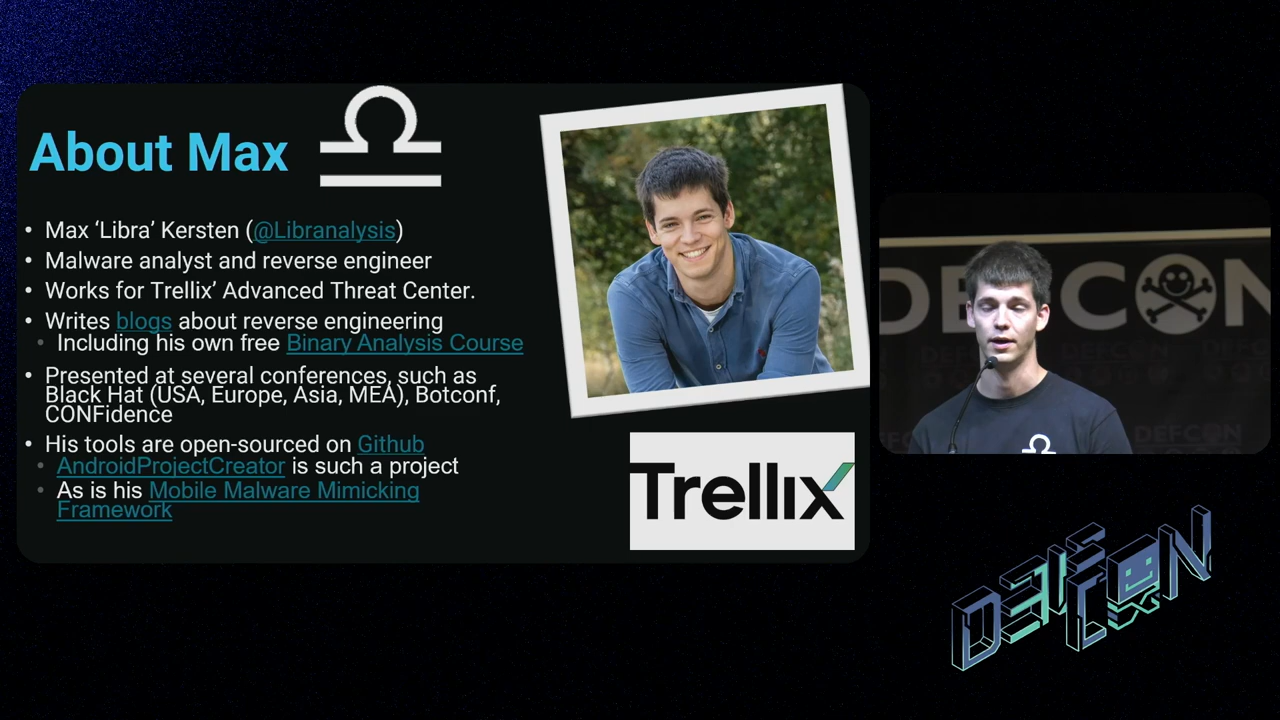 About Max
Max ‘Libra’ Kersten (@Libranalysis)
Malware analyst and reverse engineer
Works for Trellix’ Advanced Threat Center.
Writes blogs about reverse engineering
Including his own free Binary Analysis Course
Presented at several conferences, such as
Black Hat (USA, Europe, Asia, MEA), Botconf,
CONFidence
His tools are open-sourced on Github
AndroidProjectCreator is such a project
As is his Mobile Malware Mimicking
Framework
Trellix
DEFCON
DEFCON
DEFCON